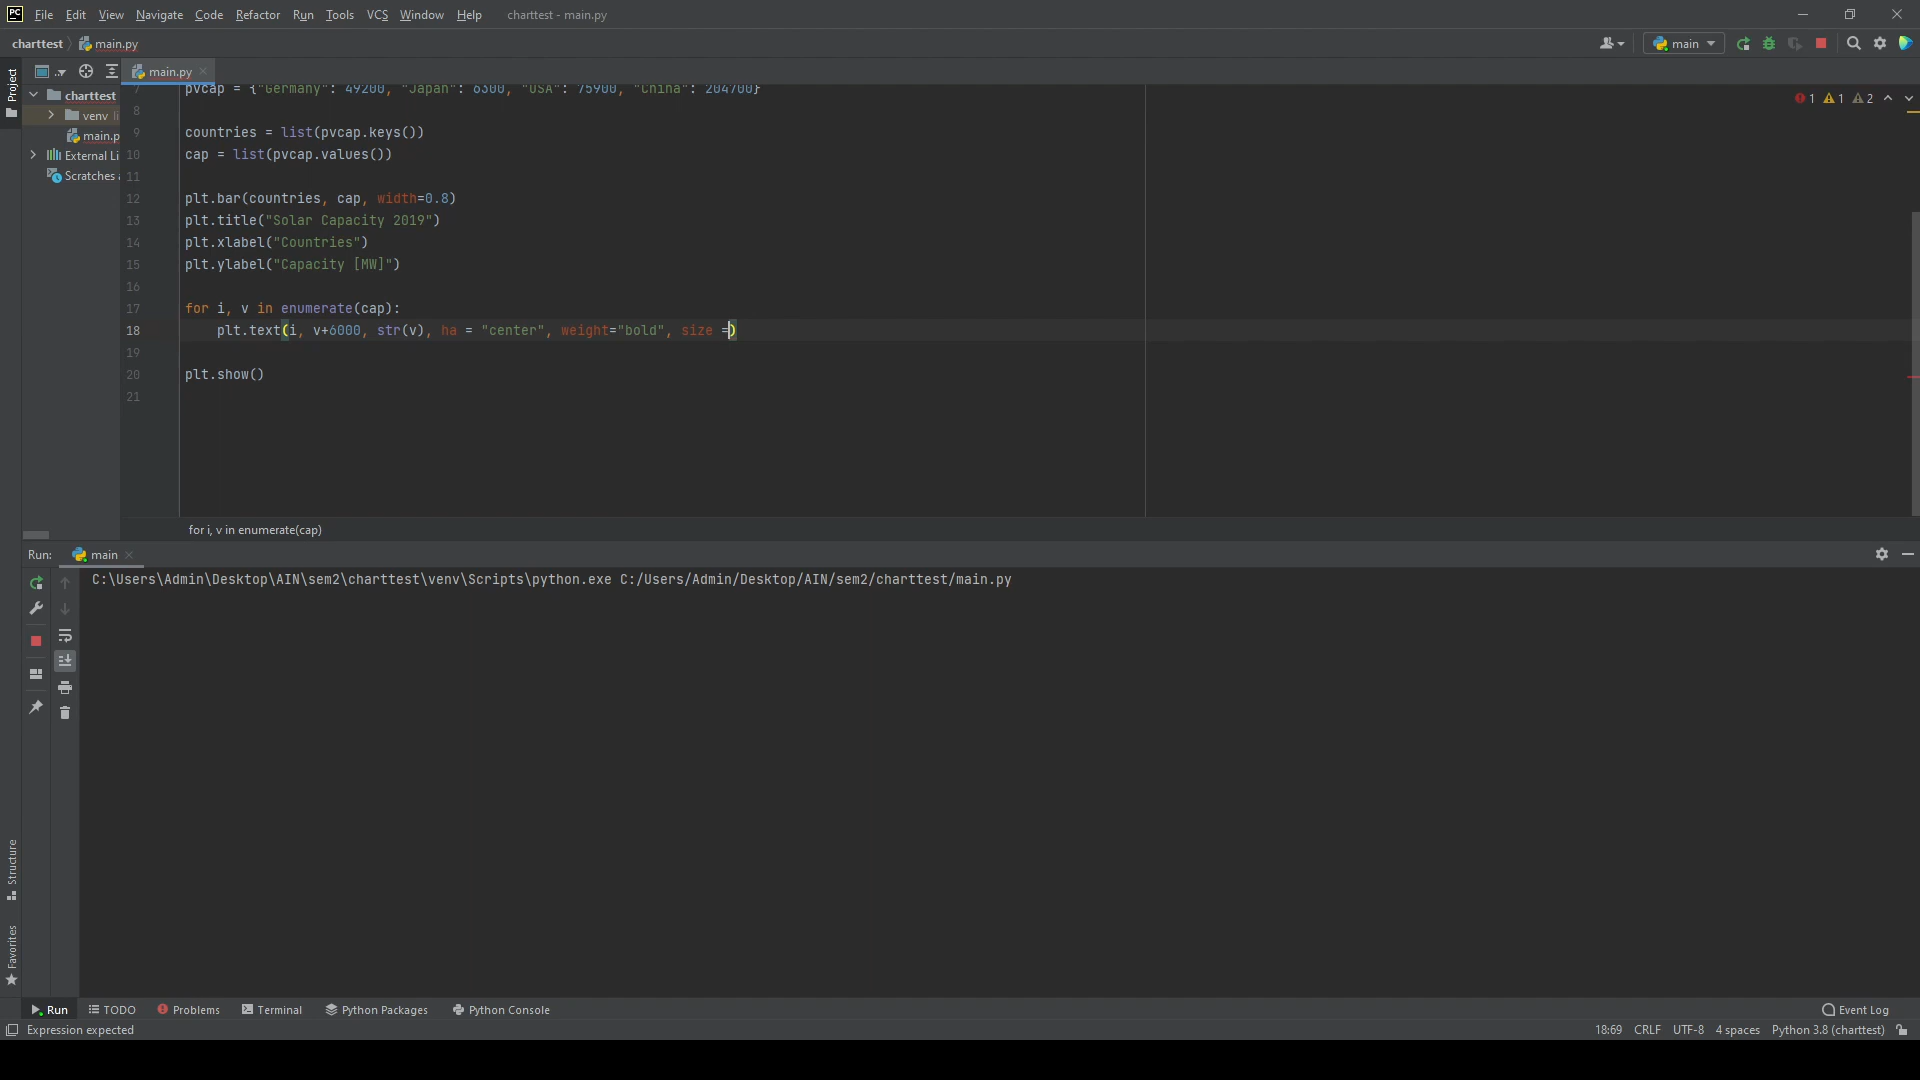 PC File Edit View Navigate Code Refactor Run Tools VCS Window Help charttest - main.py
charttest main.py main
Project main.py
charttest
venv li
main.p
External Li
Scratches a
1 1 2
7 pvcap = {"Germany": 49200, "Japan": 6300, "USA": 75900, "China": 204700}
8
9 countries = list(pvcap.keys())
10 cap = list(pvcap.values())
11
12 plt.bar(countries, cap, width=0.8)
13 plt.title("Solar Capacity 2019")
14 plt.xlabel("Countries")
15 plt.ylabel("Capacity [MW]")
16
17 for i, v in enumerate(cap):
18 plt.text(i, v+6000, str(v), ha = "center", weight="bold", size =)
19
20 plt.show()
21
for i, v in enumerate(cap)
Run: main
C:\Users\Admin\Desktop\AIN\sem2\charttest\venv\Scripts\python.exe C:/Users/Admin/Desktop/AIN/sem2/charttest/main.py
Structure
Favorites
Run TODO Problems Terminal Python Packages Python Console Event Log
Expression expected 18:69 CRLF UTF-8 4 spaces Python 3.8 (charttest)